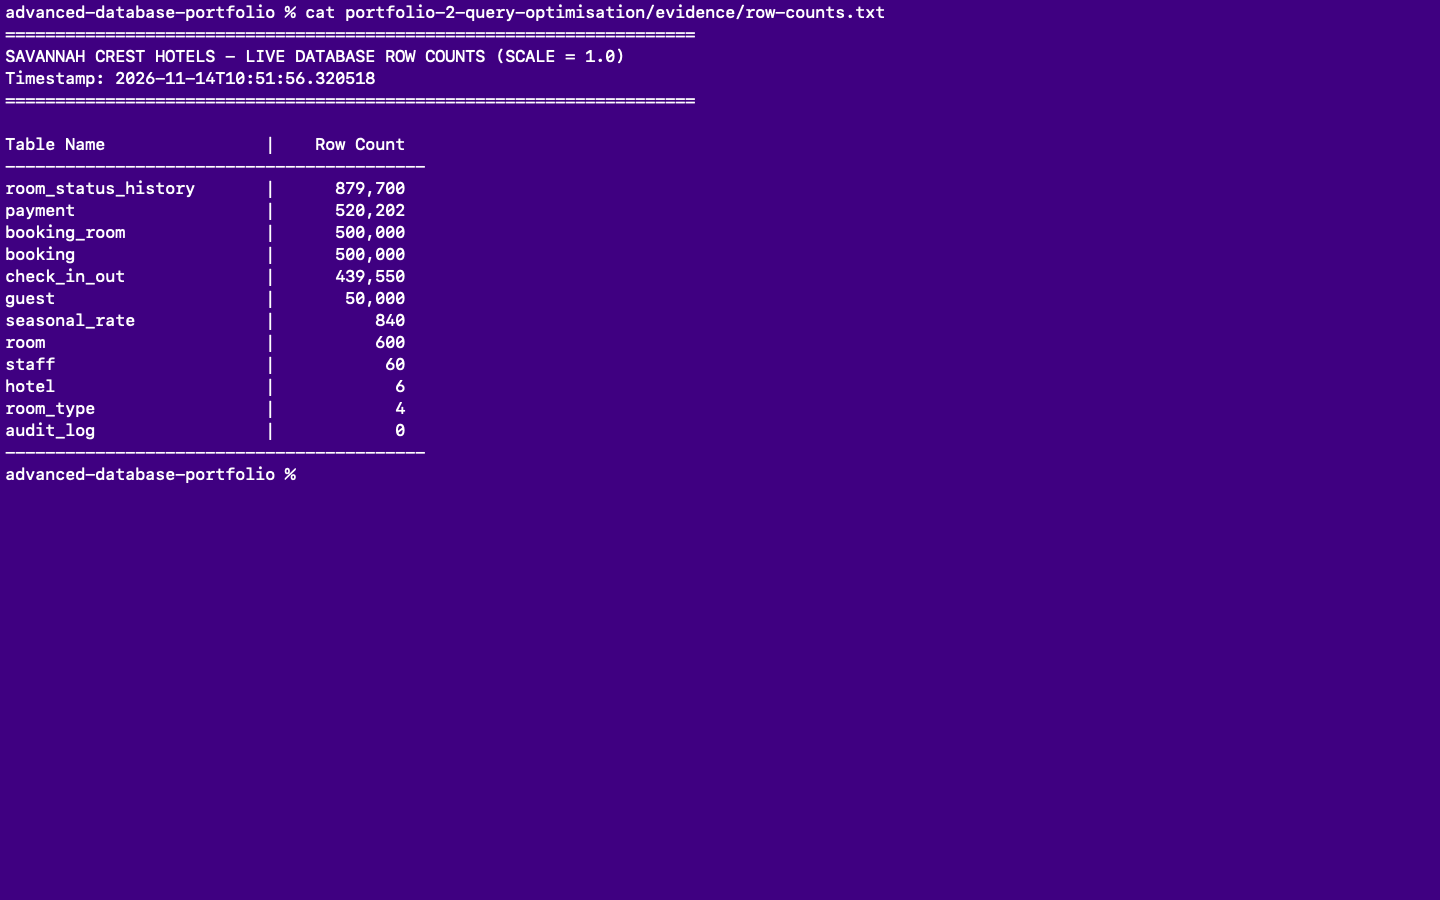 advanced-database-portfolio % cat portfolio-2-query-optimisation/evidence/row-counts.txt
=====================================================================
SAVANNAH CREST HOTELS - LIVE DATABASE ROW COUNTS (SCALE = 1.0)
Timestamp: 2026-11-14T10:51:56.320518
=====================================================================
Table Name                |    Row Count
------------------------------------------
room_status_history       |      879,700
payment                   |      520,202
booking_room              |      500,000
booking                   |      500,000
check_in_out              |      439,550
guest                     |       50,000
seasonal_rate             |          840
room                      |          600
staff                     |           60
hotel                     |            6
room_type                 |            4
audit_log                 |            0
------------------------------------------
advanced-database-portfolio %